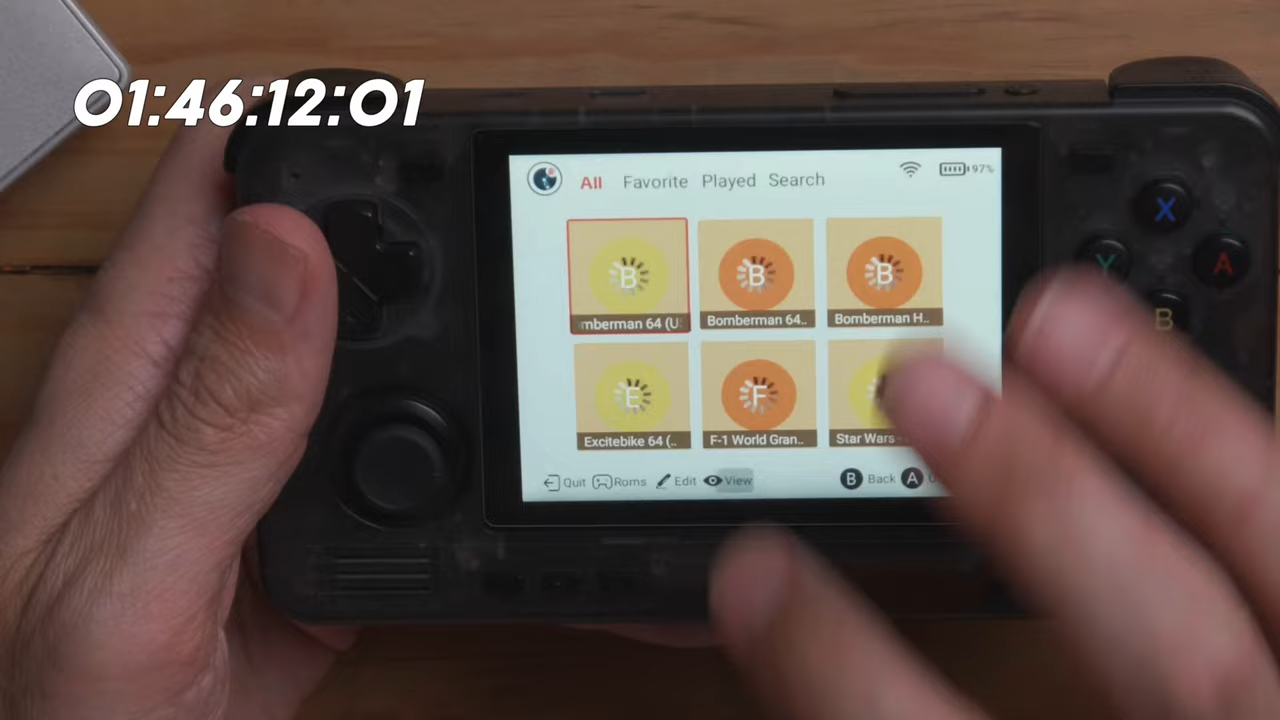 01:46:12:01
All Favorite Played Search 97%
B B B
mberman 64 (U Bomberman 64.. Bomberman H..
E F
Excitebike 64 (.. F-1 World Gran.. Star Wars
Quit Roms Edit View B Back A
X
Y A
B